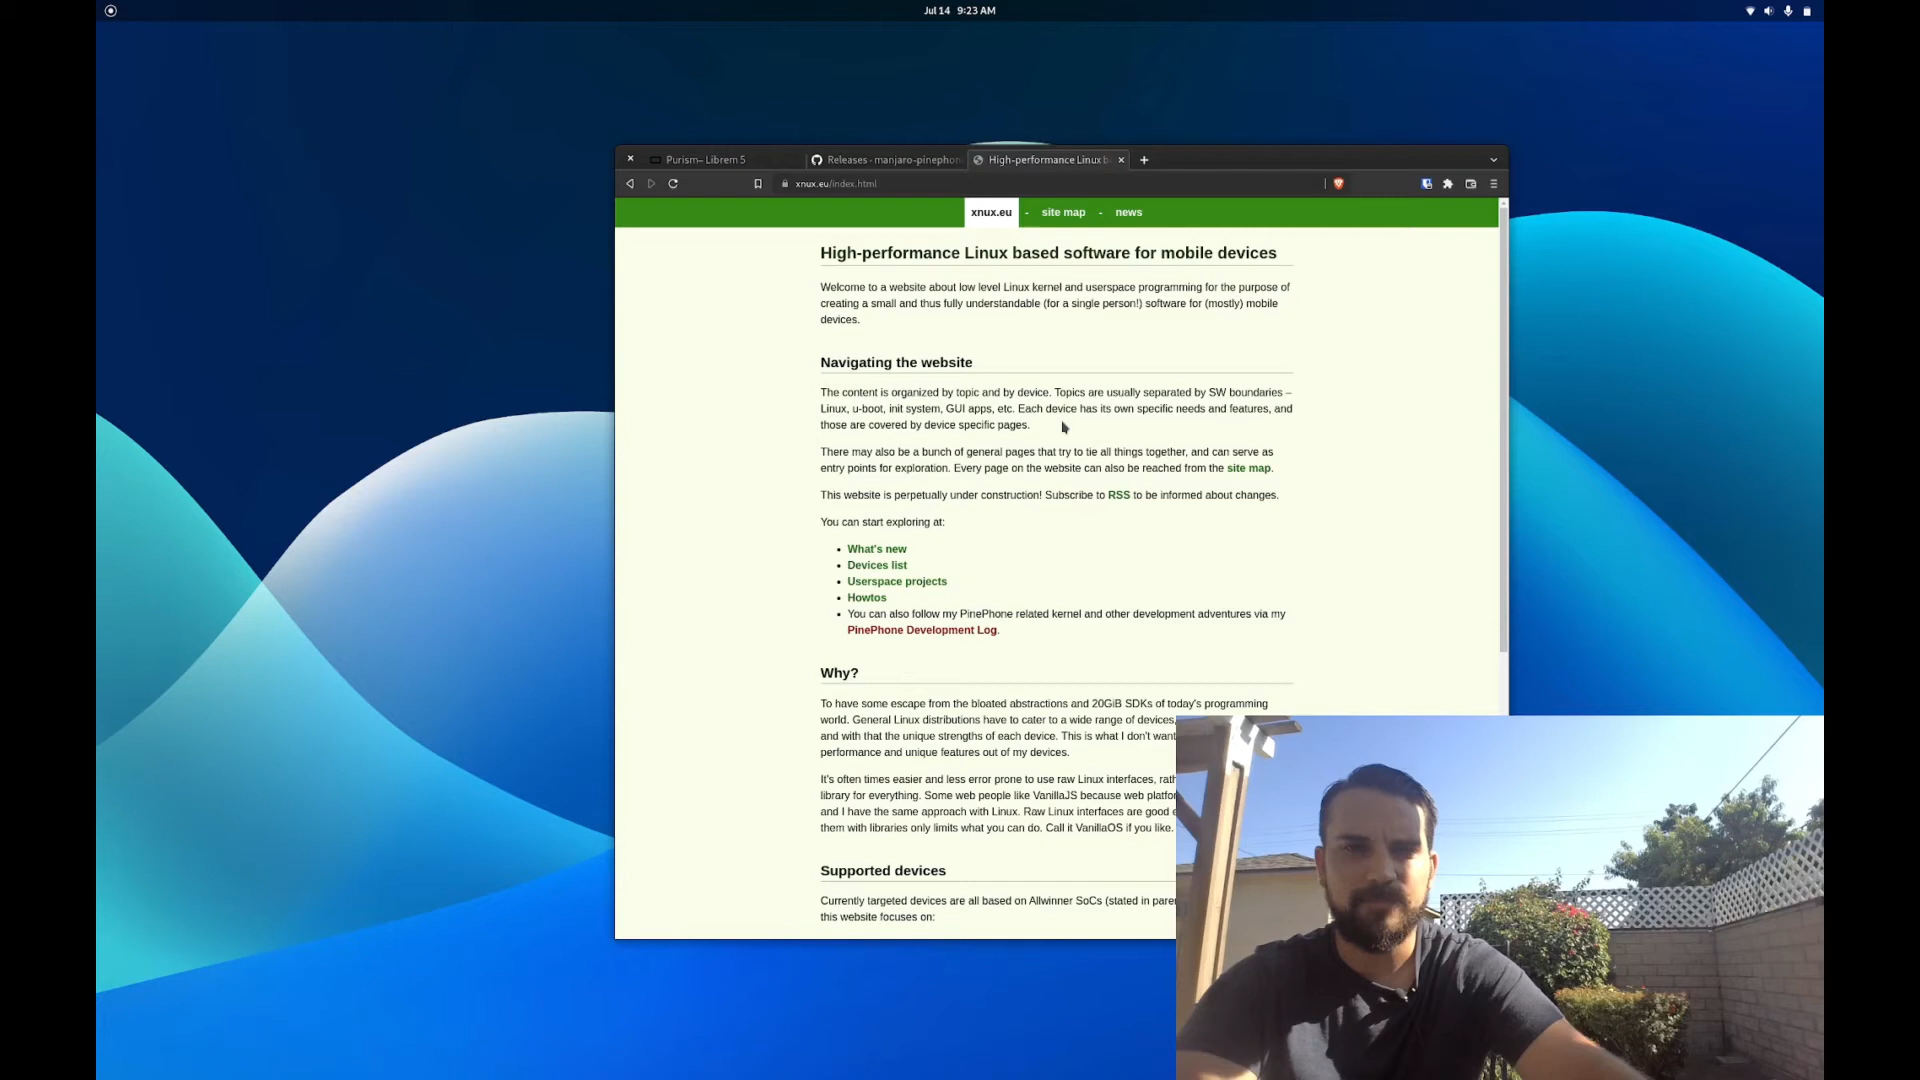 Jul 14 9:23 AM
Purism– Librem 5
Releases · manjaro-pinephon
High-performance Linux b
xnux.eu/index.html
xnux.eu - site map - news
High-performance Linux based software for mobile devices
Welcome to a website about low level Linux kernel and userspace programming for the purpose of
creating a small and thus fully understandable (for a single person!) software for (mostly) mobile
devices.
Navigating the website
The content is organized by topic and by device. Topics are usually separated by SW boundaries –
Linux, u-boot, init system, GUI apps, etc. Each device has its own specific needs and features, and
those are covered by device specific pages.
There may also be a bunch of general pages that try to tie all things together, and can serve as
entry points for exploration. Every page on the website can also be reached from the site map.
This website is perpetually under construction! Subscribe to RSS to be informed about changes.
You can start exploring at:
• What's new
• Devices list
• Userspace projects
• Howtos
• You can also follow my PinePhone related kernel and other development adventures via my
PinePhone Development Log.
Why?
To have some escape from the bloated abstractions and 20GiB SDKs of today's programming
world. General Linux distributions have to cater to a wide range of devices,
and with that the unique strengths of each device. This is what I don't want
performance and unique features out of my devices.
It's often times easier and less error prone to use raw Linux interfaces, rath
library for everything. Some web people like VanillaJS because web platfor
and I have the same approach with Linux. Raw Linux interfaces are good e
them with libraries only limits what you can do. Call it VanillaOS if you like.
Supported devices
Currently targeted devices are all based on Allwinner SoCs (stated in paren
this website focuses on: